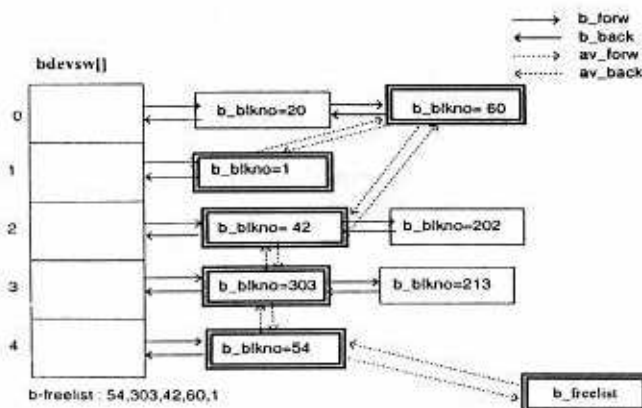 b_forw
b_back
av_forw
av_back
bdevsw[]
0
b_blkno=20
b_blkno= 60
1
b_blkno=1
2
b_blkno= 42
b_blkno=202
3
b_blkno=303
b_blkno=213
4
b_blkno=54
b-freelist : 54,303,42,60,1
b_freelist